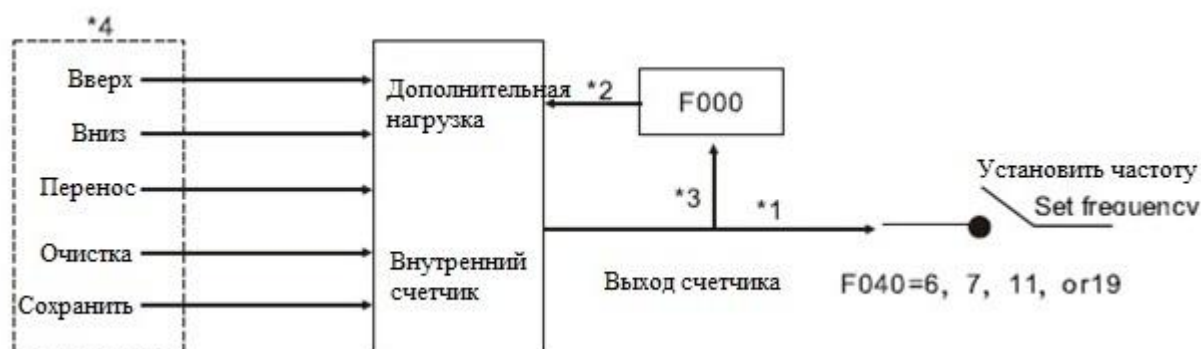 *4
Вверх
Вниз
Перенос
Очистка
Сохранить
Дополнительная
нагрузка
Внутренний
счетчик
*2
F000
*3
*1
Выход счетчика
Установить частоту
Set frequency
F040=6, 7, 11, or19